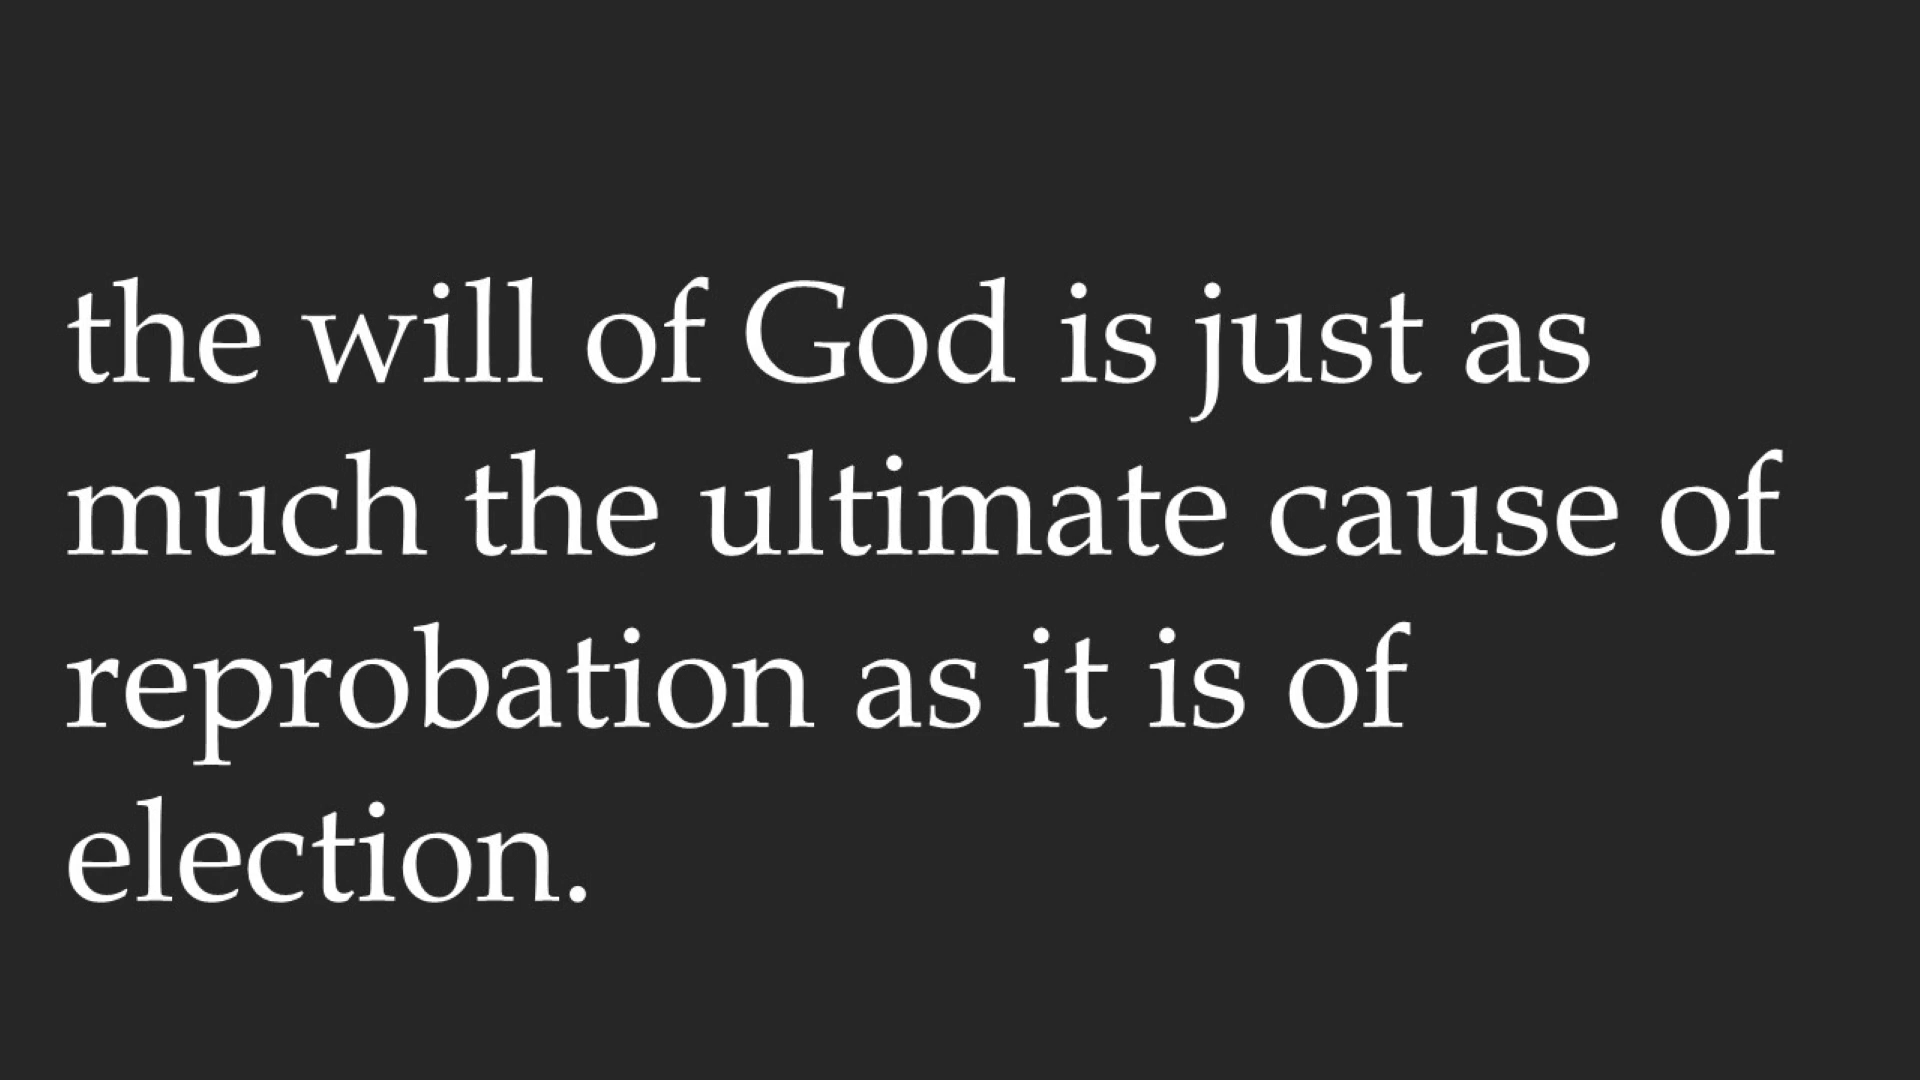 the will of God is just as
much the ultimate cause of
reprobation as it is of
election.